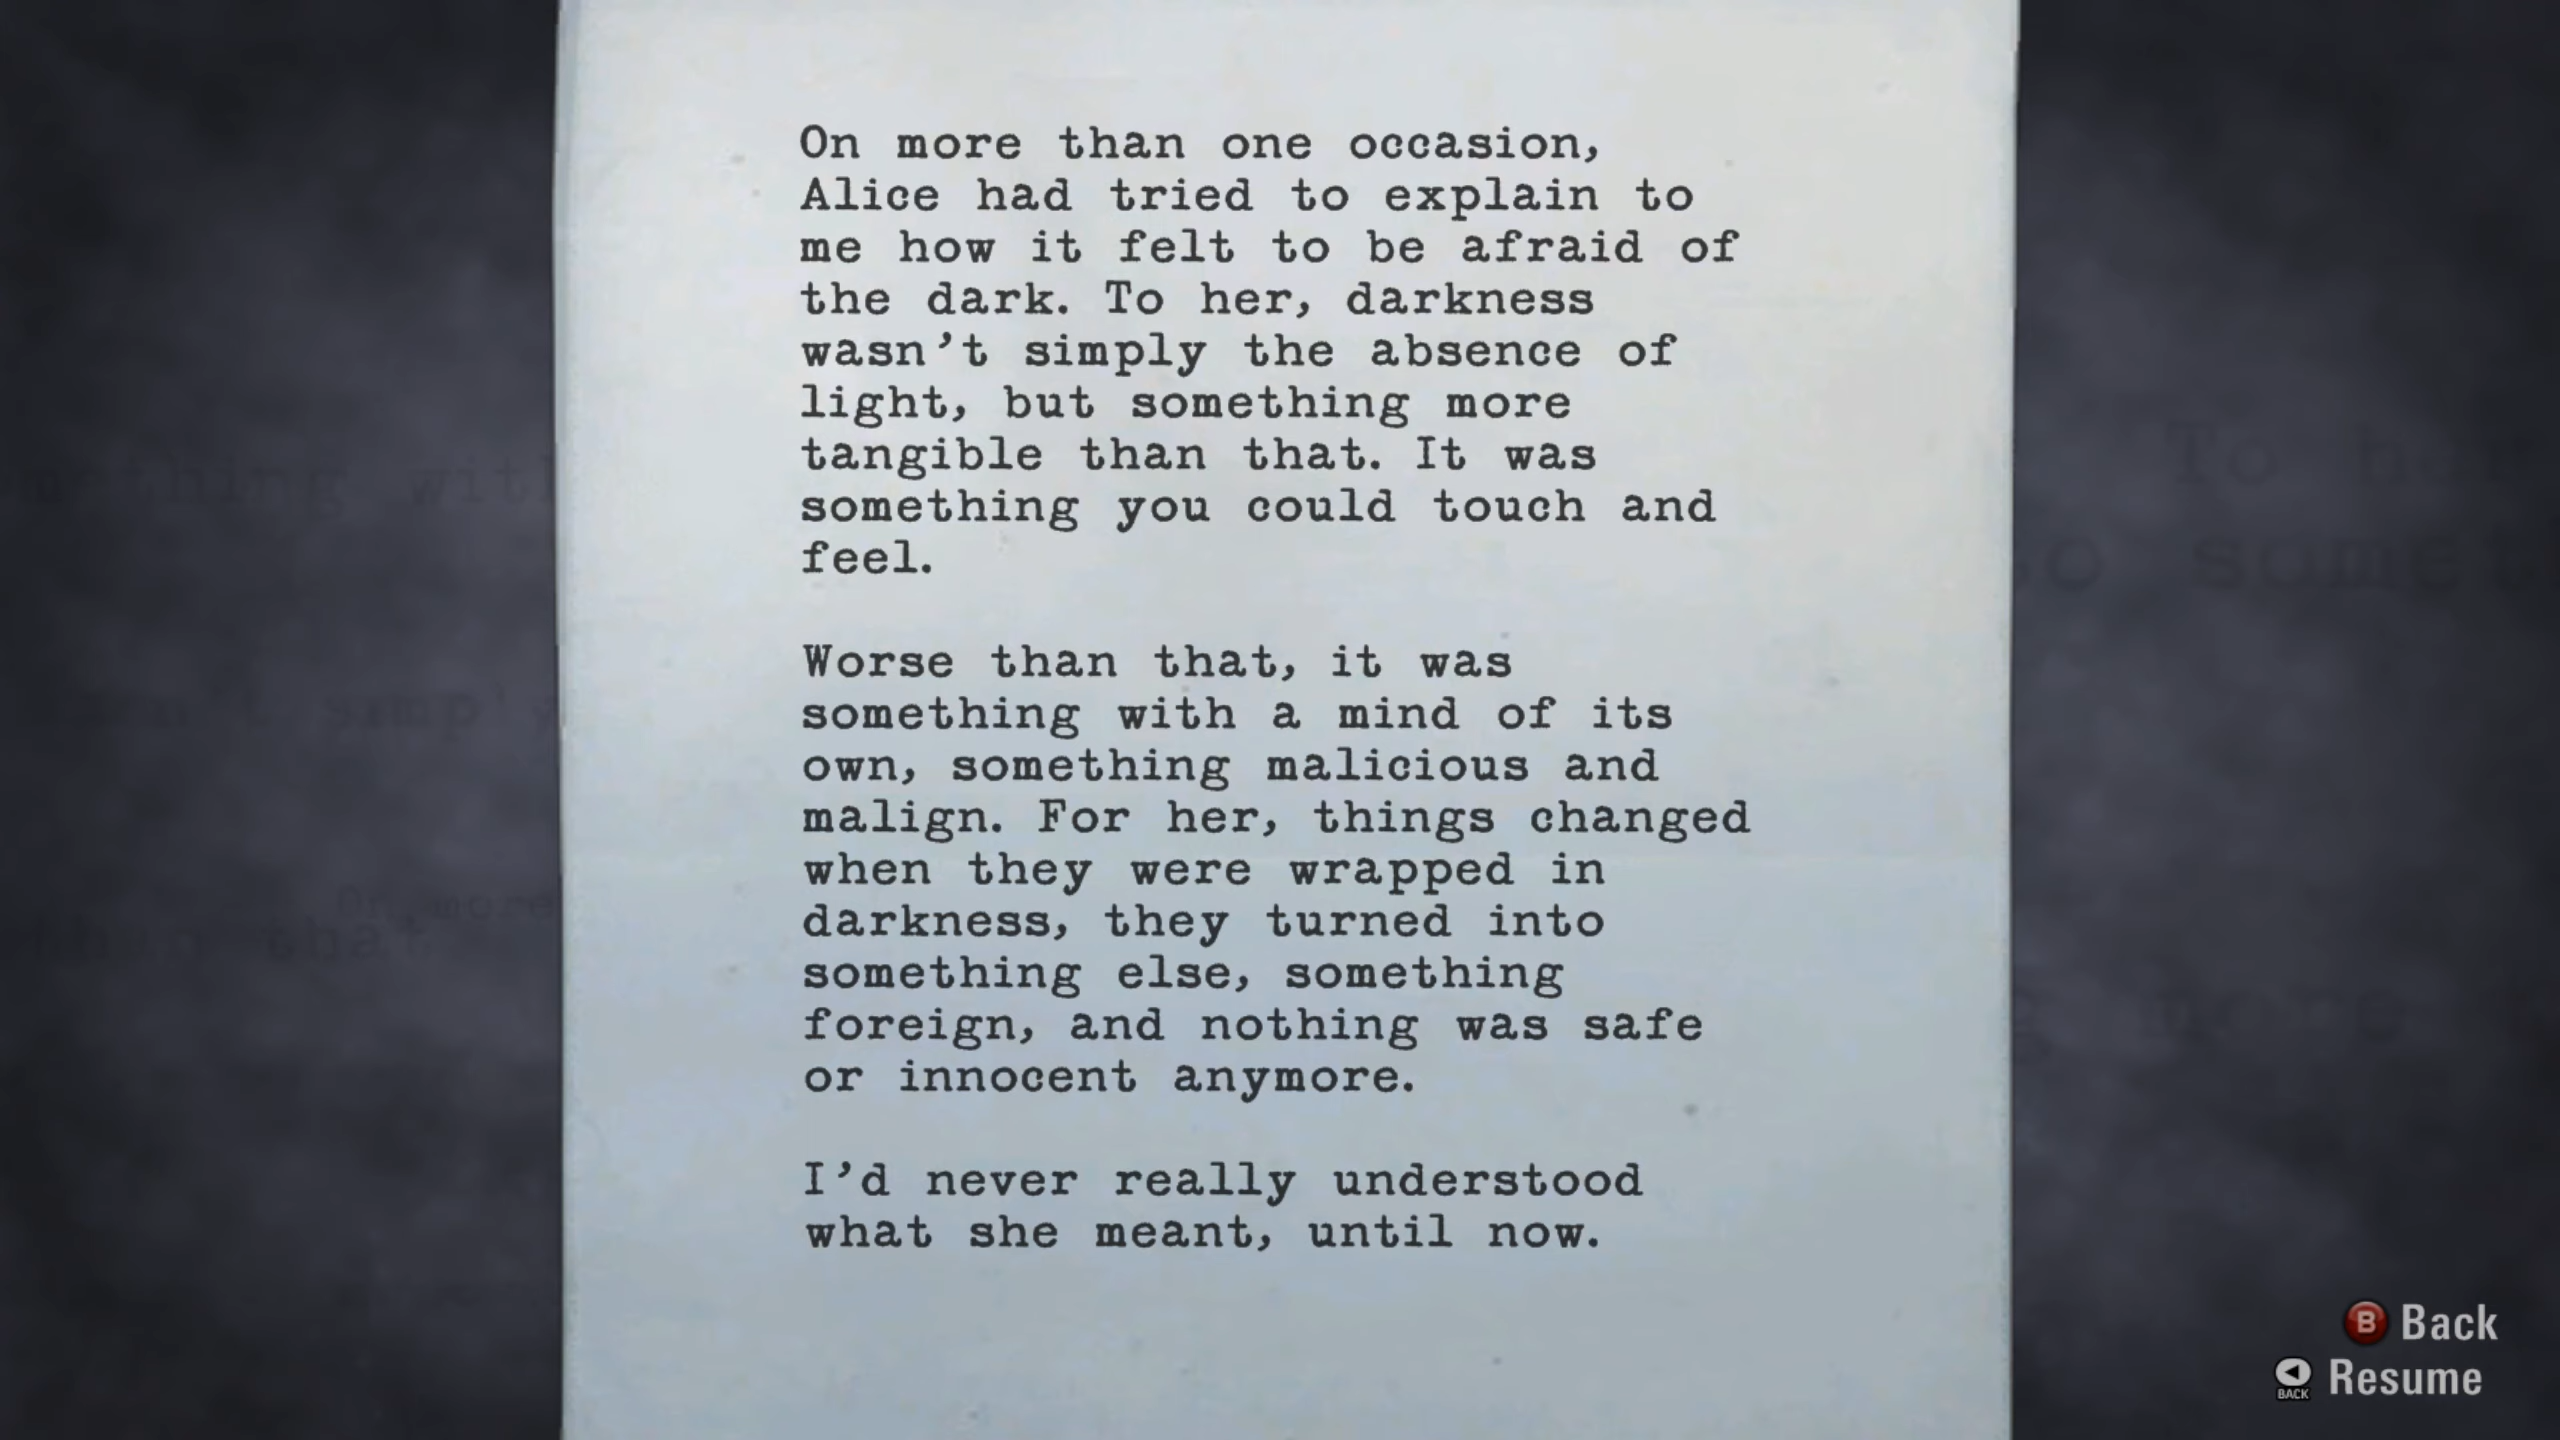 On more than one occasion,
Alice had tried to explain to
me how it felt to be afraid of
the dark. To her, darkness
wasn’t simply the absence of
light, but something more
tangible than that. It was
something you could touch and
feel.
Worse than that, it was
something with a mind of its
own, something malicious and
malign. For her, things changed
when they were wrapped in
darkness, they turned into
something else, something
foreign, and nothing was safe
or innocent anymore.
I’d never really understood
what she meant, until now.
B Back
BACK Resume